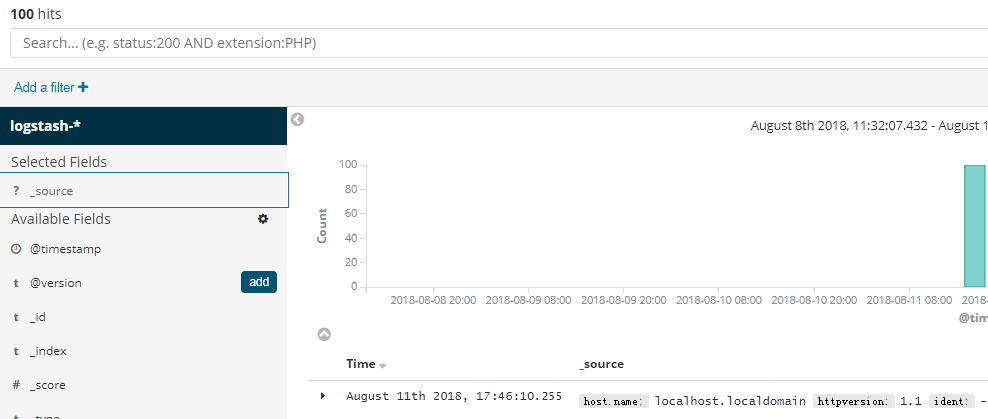 100 hits
Search... (e.g. status:200 AND extension:PHP)
Add a filter
logstash-*
August 8th 2018, 11:32:07.432 - August 1
Selected Fields
? _source
Available Fields
@timestamp
t @version add
t _id
t _index
# _score
t _type
100
80
60
40
20
0
Count
2018-08-08 20:00 2018-08-09 08:00 2018-08-09 20:00 2018-08-10 08:00 2018-08-10 20:00 2018-08-11 08:00 2018-
@tim
Time _source
August 11th 2018, 17:46:10.255 host.name: localhost.localdomain httpversion: 1.1 ident: -